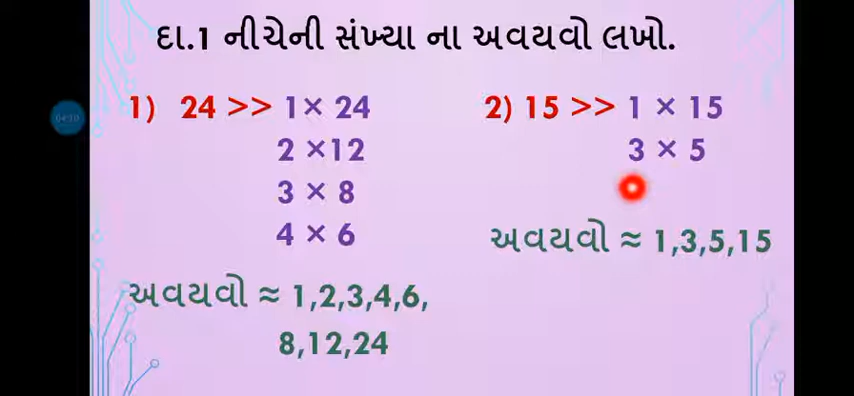 દા.1 નીચેની સંખ્યા ના અવયવો લખો.
1) 24 >> 1× 24
2 ×12
3 × 8
4 × 6
અવયવો ≈ 1,2,3,4,6,
8,12,24
2) 15 >> 1 × 15
3 × 5
અવયવો ≈ 1,3,5,15